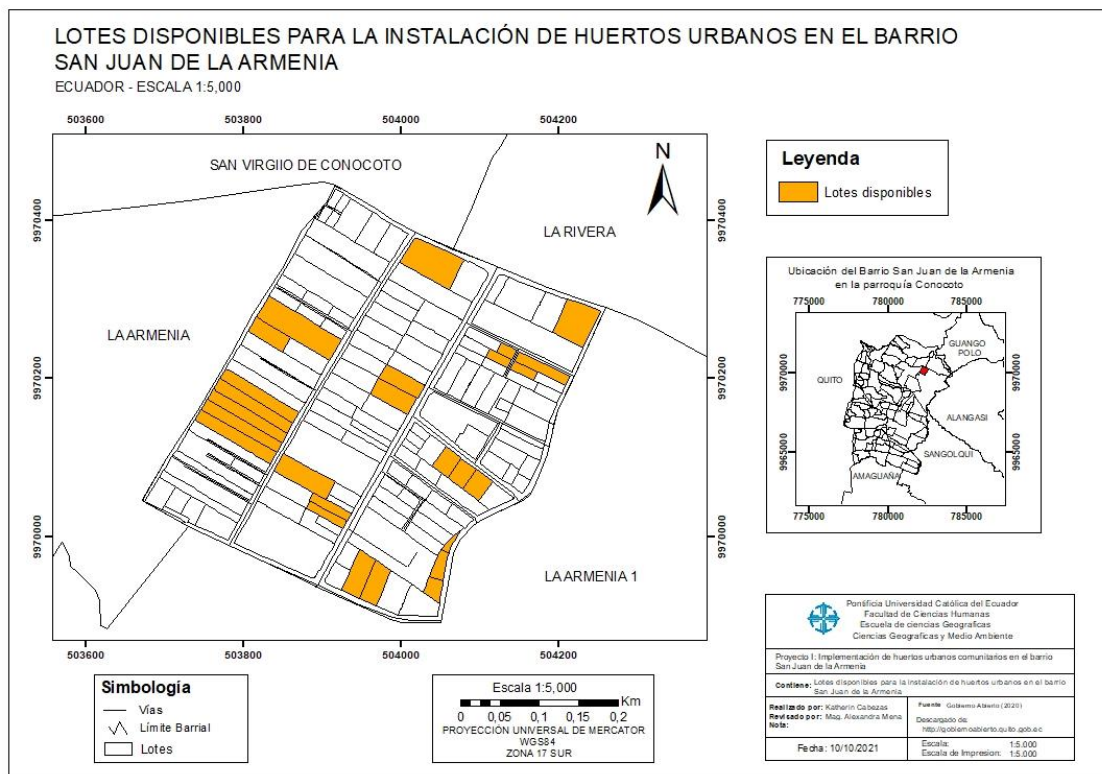 LOTES DISPONIBLES PARA LA INSTALACIÓN DE HUERTOS URBANOS EN EL BARRIO
SAN JUAN DE LA ARMENIA
ECUADOR - ESCALA 1:5,000
503600 503800 504000 504200
SAN VIRGIIO DE CONOCOTO
N
LA RIVERA
LA ARMENIA
LA ARMENIA 1
9970400 9970400
9970200 9970200
9970000 9970000
503600 503800 504000 504200
Leyenda
Lotes disponibles
Ubicación del Barrio San Juan de la Armenia
en la parroquía Conocoto
775000 780000 785000
GUANGO
POLO
9970000 9970000
QUITO
ALANGASI
SANGOLQUI
9965000 9965000
AMAGUAÑA
775000 780000 785000
Simbología
Vías
Límite Barrial
Lotes
Escala 1:5,000
Km
0 0,05 0,1 0,15 0,2
PROYECCIÓN UNIVERSAL DE MERCATOR
WGS84
ZONA 17 SUR
Pontificia Universidad Católica del Ecuador
Facultad de Ciencias Humanas
Escuela de ciencias Geograficas
Ciencias Geograficas y Medio Ambiente
Proyecto I: Implementación de huertos urbanos comunitarios en el barrio
San Juan de la Armenia
Contiene: Lotes disponibles para la instalación de huertos urbanos en el barrio
San Juan de la Armenia
Realizado por: Katherin Cabezas
Revisado por: Mag. Alexandra Mena
Nota:
Fuente Gobierno Abierto (2020)
Descargado de:
http://gobiernoabierto.quito.gob.ec
Fecha: 10/10/2021
Escala: 1:5.000
Escala de Impresion: 1:5.000